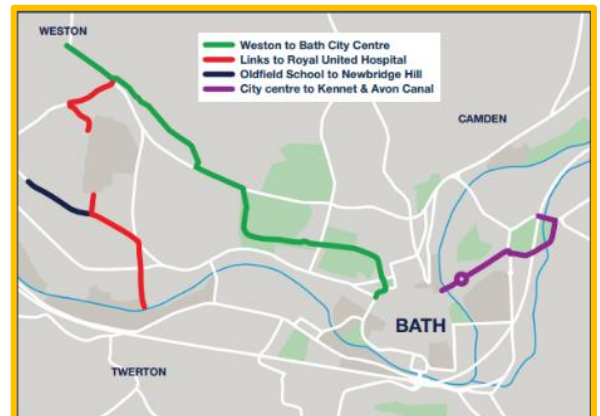 WESTON
Weston to Bath City Centre
Links to Royal United Hospital
Oldfield School to Newbridge Hill
City centre to Kennet & Avon Canal
CAMDEN
BATH
TWERTON